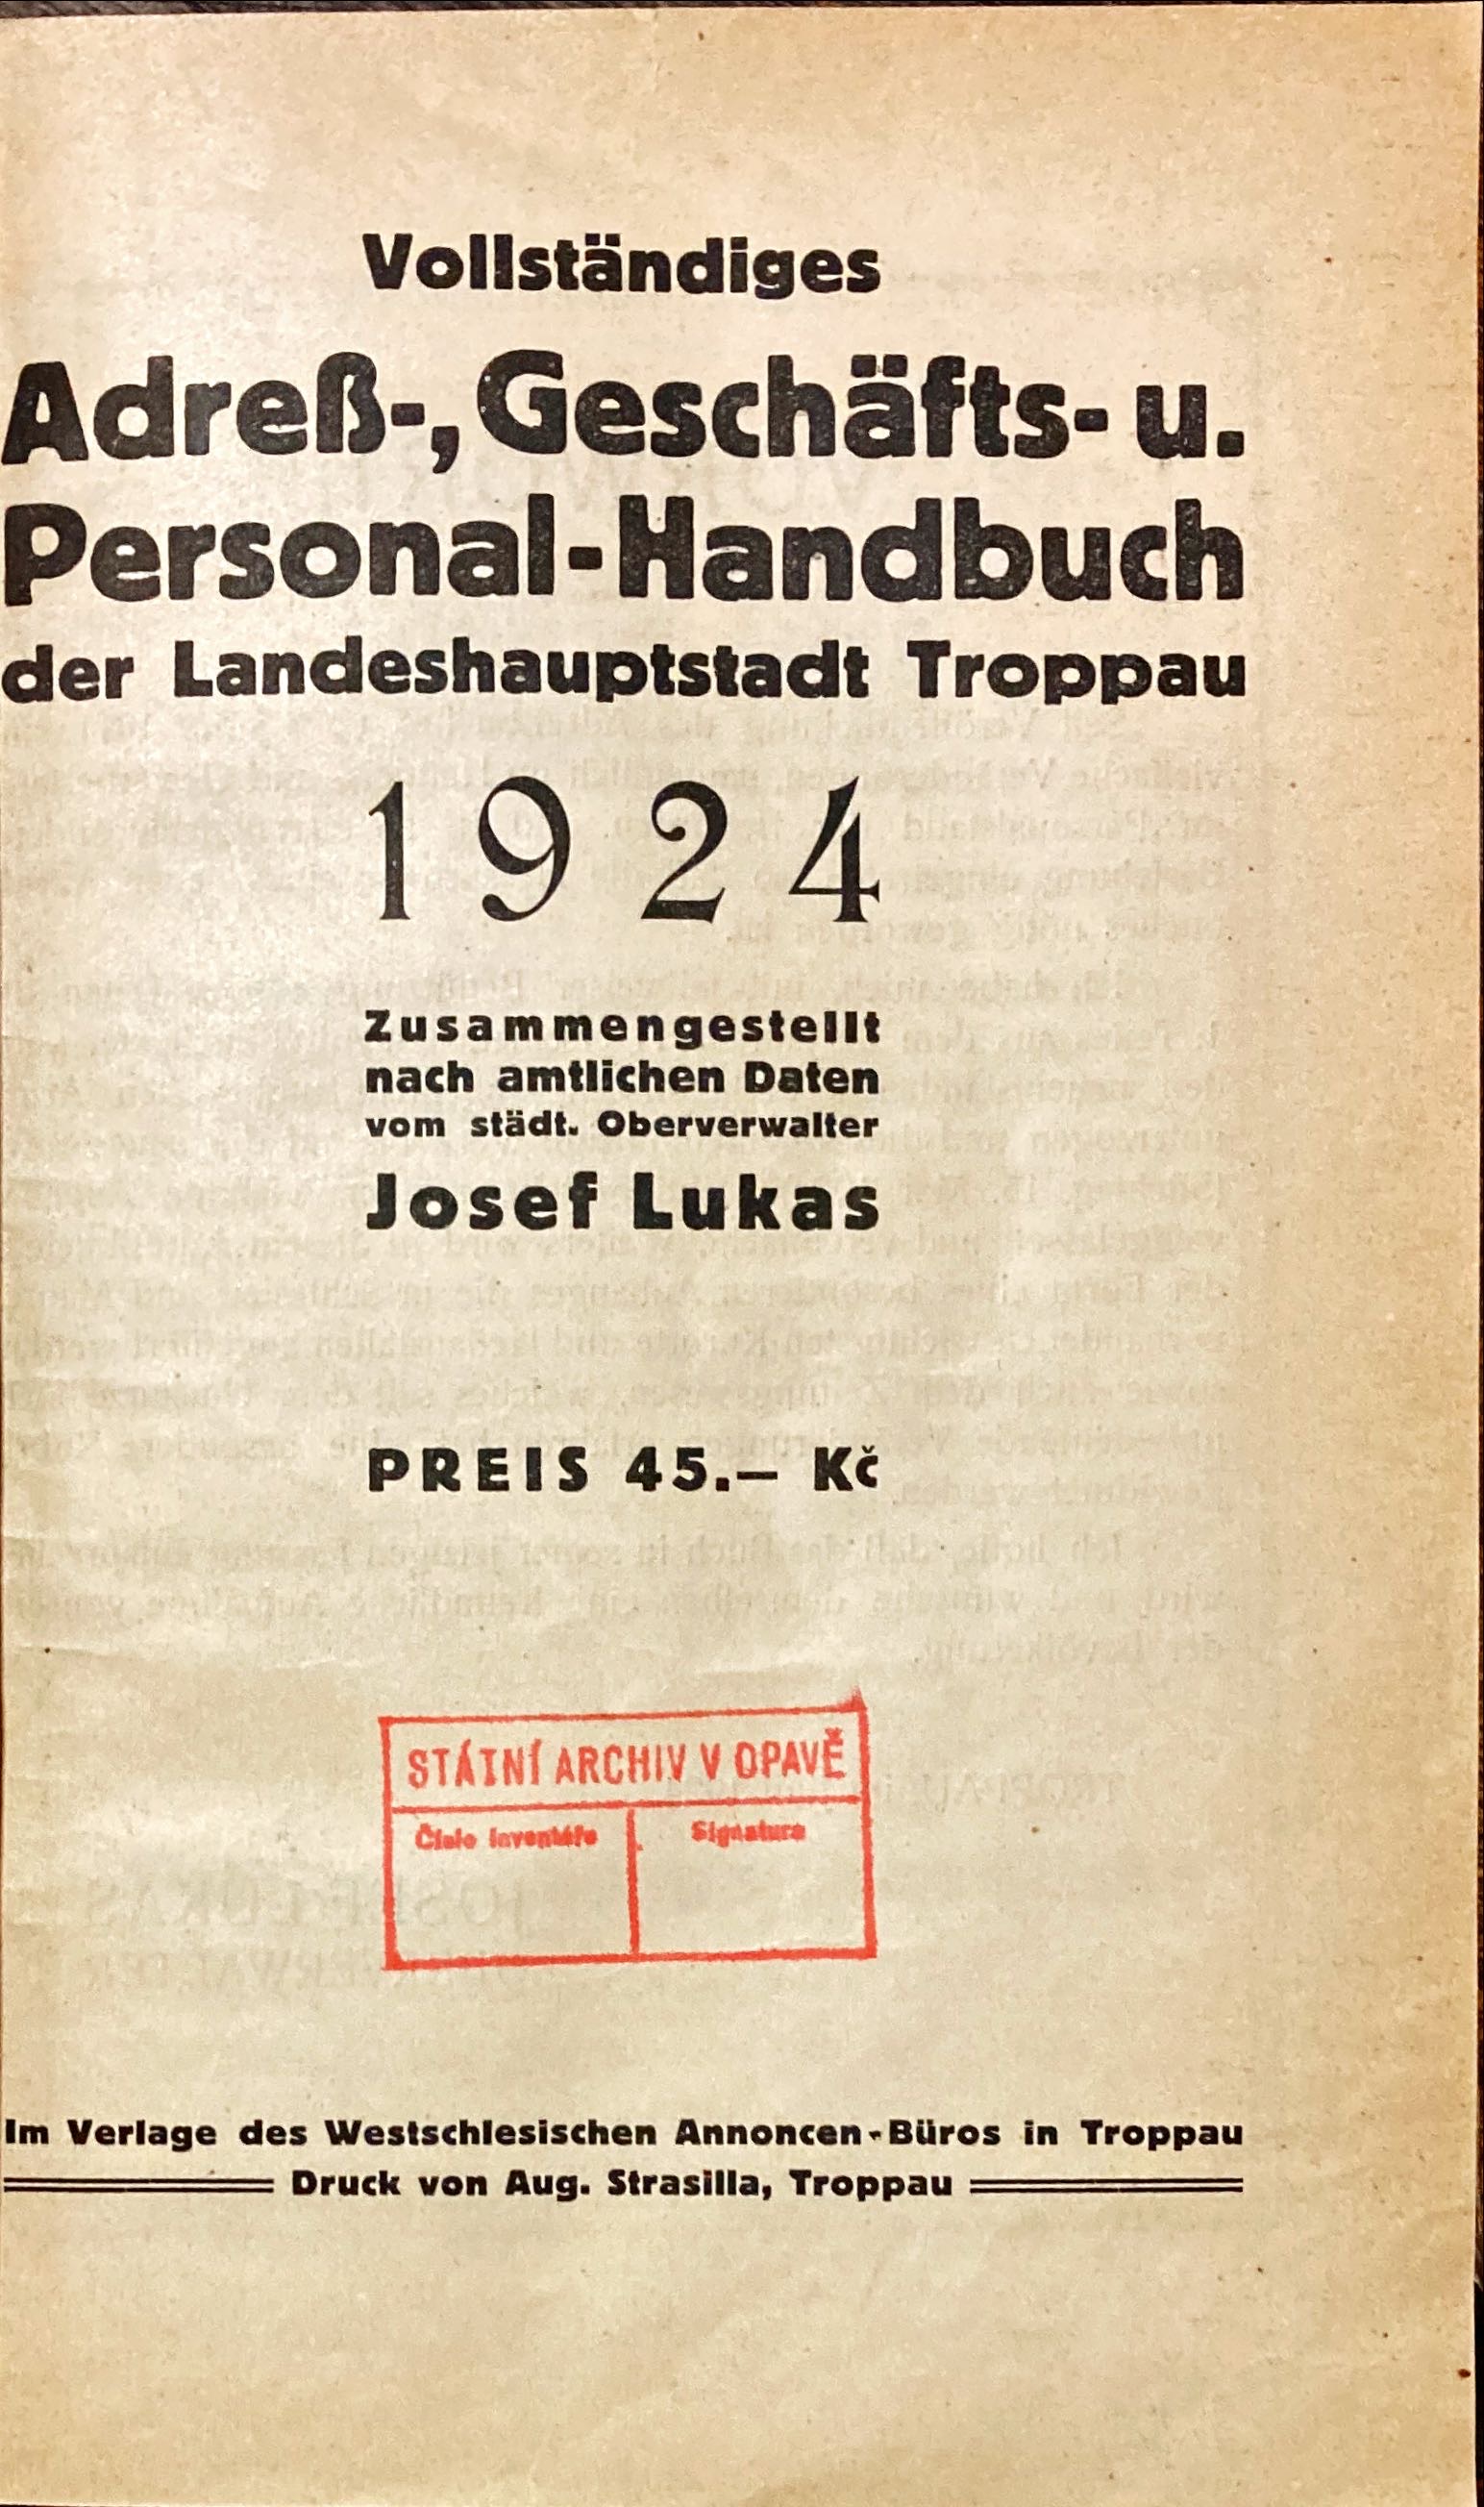 Vollständiges
Adreß-, Geschäfts- u.
Personal-Handbuch
der Landeshauptstadt Troppau
1924
Zusammengestellt
nach amtlichen Daten
vom städt. Oberverwalter
Josef Lukas
PREIS 45.— Kč
STÁTNÍ ARCHIV V OPAVĚ
Číslo inventáře Signatura
Im Verlage des Westschlesischen Annoncen-Büros in Troppau
Druck von Aug. Strasilla, Troppau